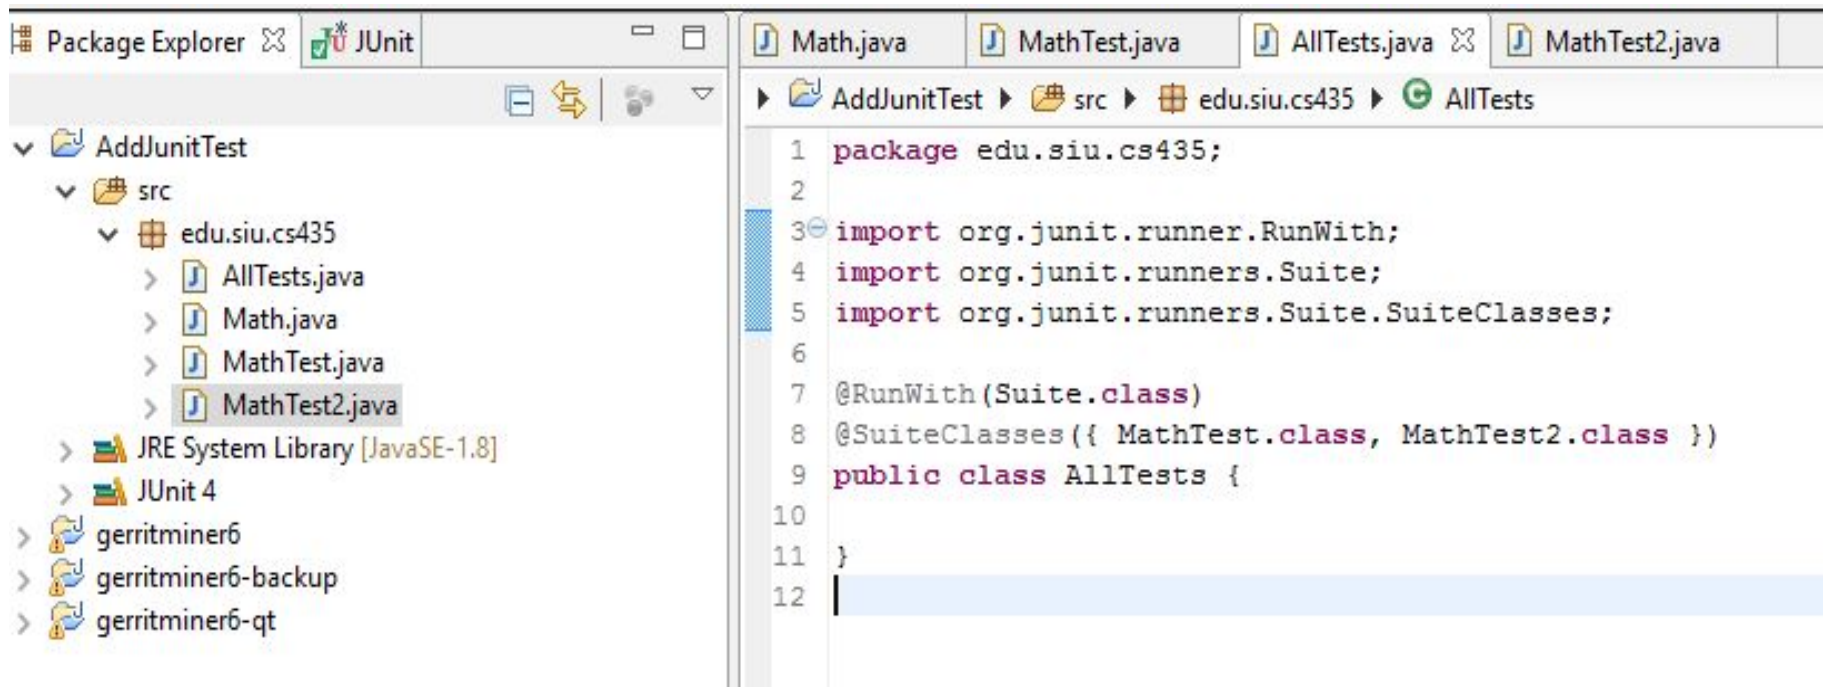 Package Explorer JUnit
AddJunitTest
src
edu.siu.cs435
AllTests.java
Math.java
MathTest.java
MathTest2.java
JRE System Library [JavaSE-1.8]
JUnit 4
gerritminer6
gerritminer6-backup
gerritminer6-qt
Math.java MathTest.java AllTests.java MathTest2.java
AddJunitTest src edu.siu.cs435 AllTests
1 package edu.siu.cs435;
2
3 import org.junit.runner.RunWith;
4 import org.junit.runners.Suite;
5 import org.junit.runners.Suite.SuiteClasses;
6
7 @RunWith(Suite.class)
8 @SuiteClasses({ MathTest.class, MathTest2.class })
9 public class AllTests {
10
11 }
12